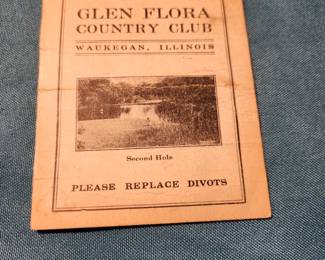 GLEN FLORA
COUNTRY CLUB
WAUKEGAN, ILLINOIS
Second Hole
PLEASE REPLACE DIVOTS